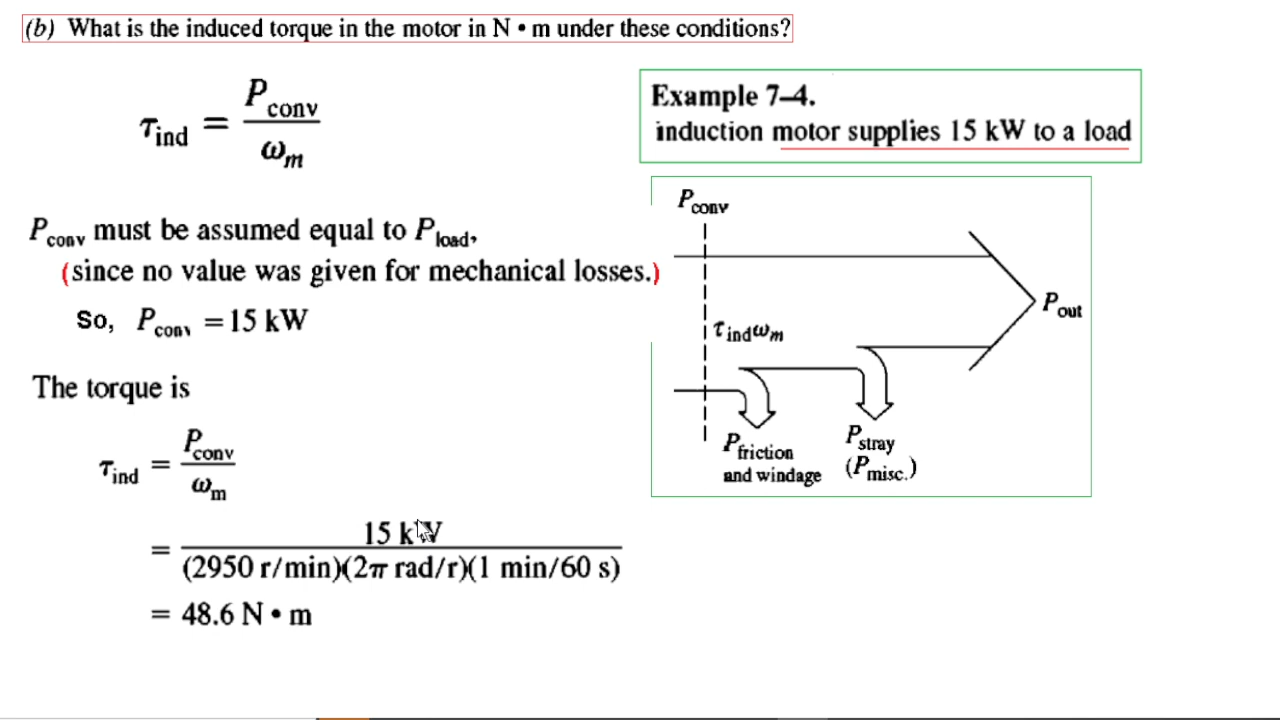 (b) What is the induced torque in the motor in N • m under these conditions?
τind = Pconv / ωm
Example 7–4.
induction motor supplies 15 kW to a load
Pconv must be assumed equal to Pload,
(since no value was given for mechanical losses.)
So, Pconv = 15 kW
The torque is
τind = Pconv / ωm
= 15 kW / (2950 r/min)(2π rad/r)(1 min/60 s)
= 48.6 N • m
Pconv
Pout
τindωm
Pfriction
and windage
Pstray
(Pmisc.)